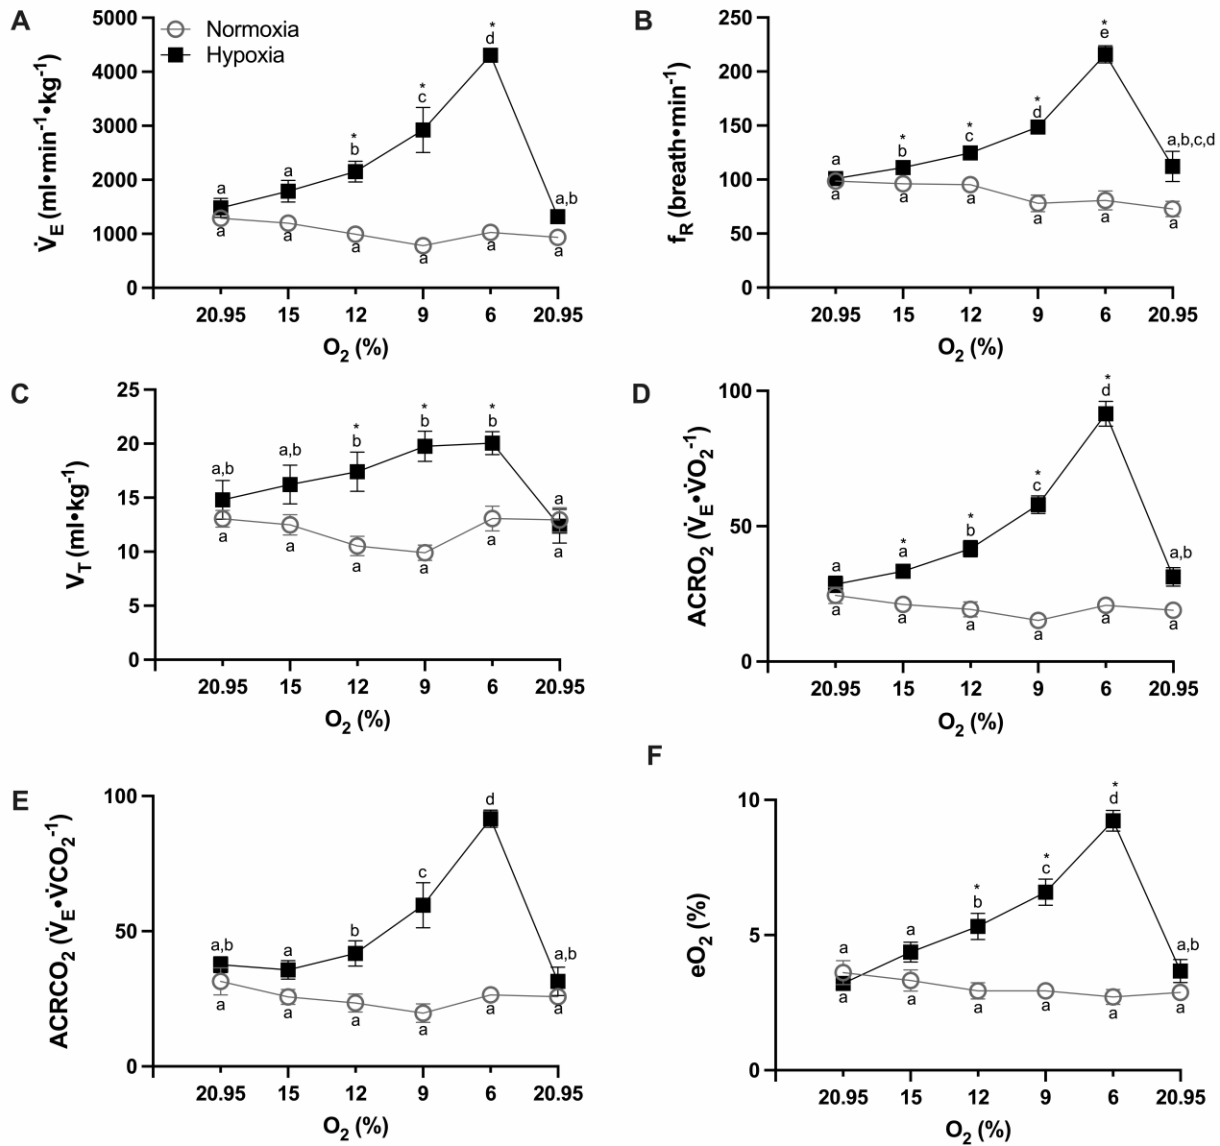 A
Normoxia
Hypoxia
5000
4000
3000
2000
1000
0
V̇E (ml•min-1•kg-1)
a
a
* b
* c
* d
a,b
a
a
a
a
a
a
20.95 15 12 9 6 20.95
O2 (%)
B
250
200
150
100
50
0
fR (breath•min-1)
a
* b
* c
* d
* e
a,b,c,d
a
a
a
a
a
a
20.95 15 12 9 6 20.95
O2 (%)
C
25
20
15
10
5
0
VT (ml•kg-1)
a,b
a,b
* b
* b
* b
a
a
a
a
a
a
a
20.95 15 12 9 6 20.95
O2 (%)
D
100
50
0
ACRO2 (V̇E•V̇O2-1)
a
* a
* b
* c
* d
a,b
a
a
a
a
a
a
20.95 15 12 9 6 20.95
O2 (%)
E
100
50
0
ACRCO2 (V̇E•V̇CO2-1)
a,b
a
b
c
d
a,b
a
a
a
a
a
a
20.95 15 12 9 6 20.95
O2 (%)
F
10
5
0
eO2 (%)
a
a
* b
* c
* d
a,b
a
a
a
a
a
a
20.95 15 12 9 6 20.95
O2 (%)